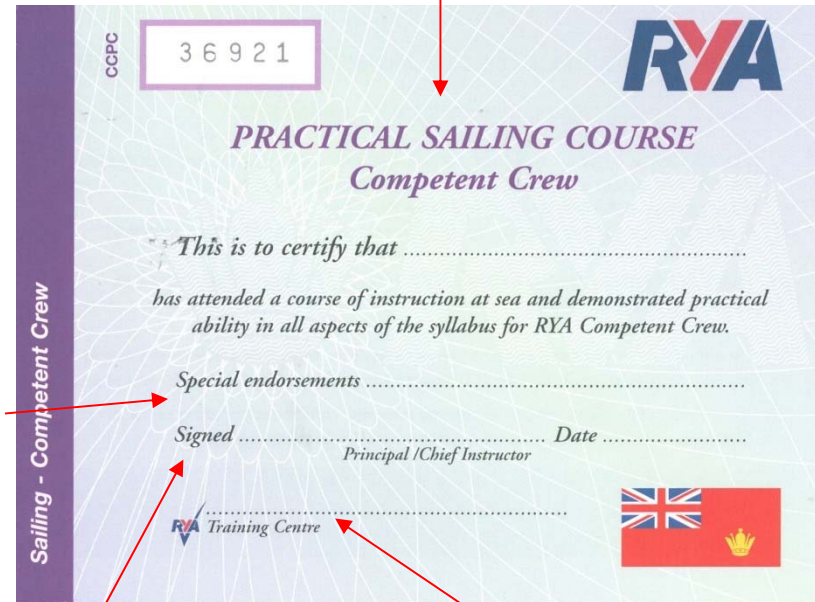 CCPC
36921
RYA
PRACTICAL SAILING COURSE
Competent Crew
This is to certify that ..........................................................
has attended a course of instruction at sea and demonstrated practical
ability in all aspects of the syllabus for RYA Competent Crew.
Special endorsements ................................................................
Signed .................................................... Date ........................
Principal /Chief Instructor
............................................................
RYA Training Centre
Sailing - Competent Crew